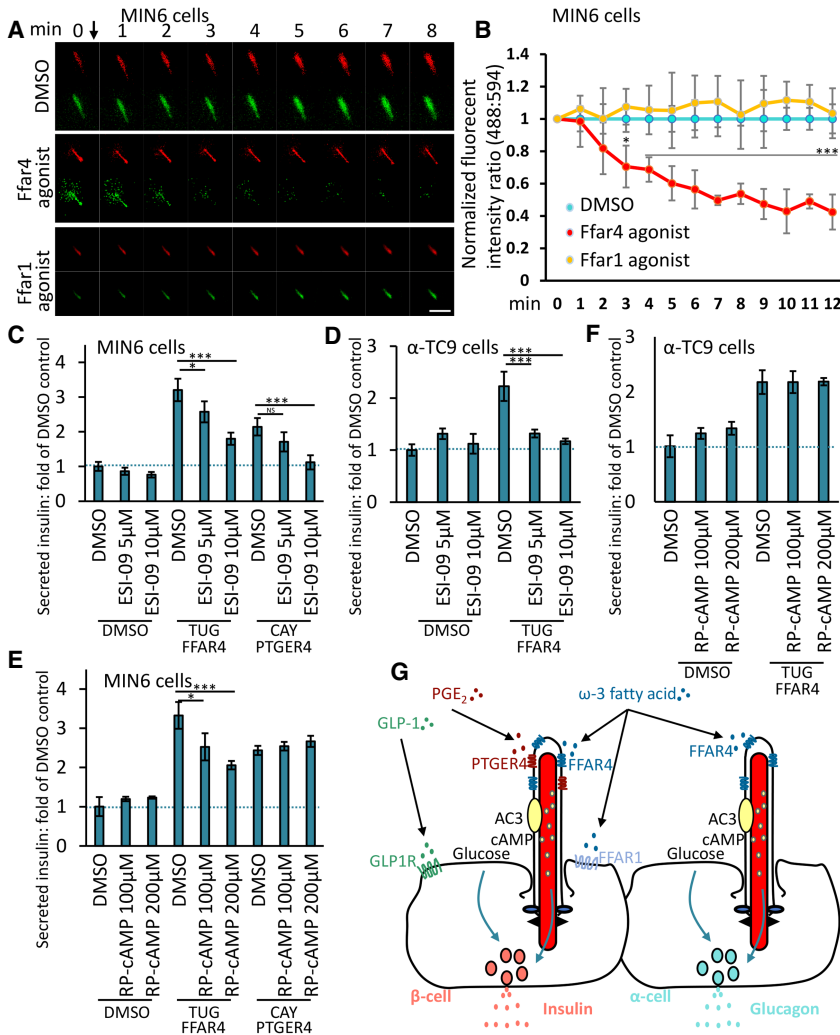 A
MIN6 cells
min 0 1 2 3 4 5 6 7 8
DMSO
Ffar4
agonist
Ffar1
agonist
B
MIN6 cells
Normalized fluorecent
intensity ratio (488:594)
1.4
1.2
1
0.8
0.6
0.4
0.2
0
*
***
DMSO
Ffar4 agonist
Ffar1 agonist
min 0 1 2 3 4 5 6 7 8 9 10 11 12
C
MIN6 cells
Secreted insulin: fold of DMSO control
4
3
2
1
0
***
*
***
NS
DMSO
ESI-09 5µM
ESI-09 10µM
DMSO
ESI-09 5µM
ESI-09 10µM
DMSO
ESI-09 5µM
ESI-09 10µM
DMSO
TUG
FFAR4
CAY
PTGER4
D
α-TC9 cells
Secreted insulin: fold of DMSO control
3
2
1
0
***
***
DMSO
ESI-09 5µM
ESI-09 10µM
DMSO
ESI-09 5µM
ESI-09 10µM
DMSO
TUG
FFAR4
F
α-TC9 cells
Secreted insulin: fold of DMSO control
3
2
1
0
DMSO
RP-cAMP 100µM
RP-cAMP 200µM
DMSO
RP-cAMP 100µM
RP-cAMP 200µM
DMSO
TUG
FFAR4
E
MIN6 cells
Secreted insulin: fold of DMSO control
4
3
2
1
0
***
*
DMSO
RP-cAMP 100µM
RP-cAMP 200µM
DMSO
RP-cAMP 100µM
RP-cAMP 200µM
DMSO
RP-cAMP 100µM
RP-cAMP 200µM
DMSO
TUG
FFAR4
CAY
PTGER4
G
PGE2
ω-3 fatty acid
GLP-1
PTGER4
FFAR4
FFAR4
AC3
cAMP
AC3
cAMP
GLP1R
Glucose
FFAR1
Glucose
β-cell
Insulin
α-cell
Glucagon